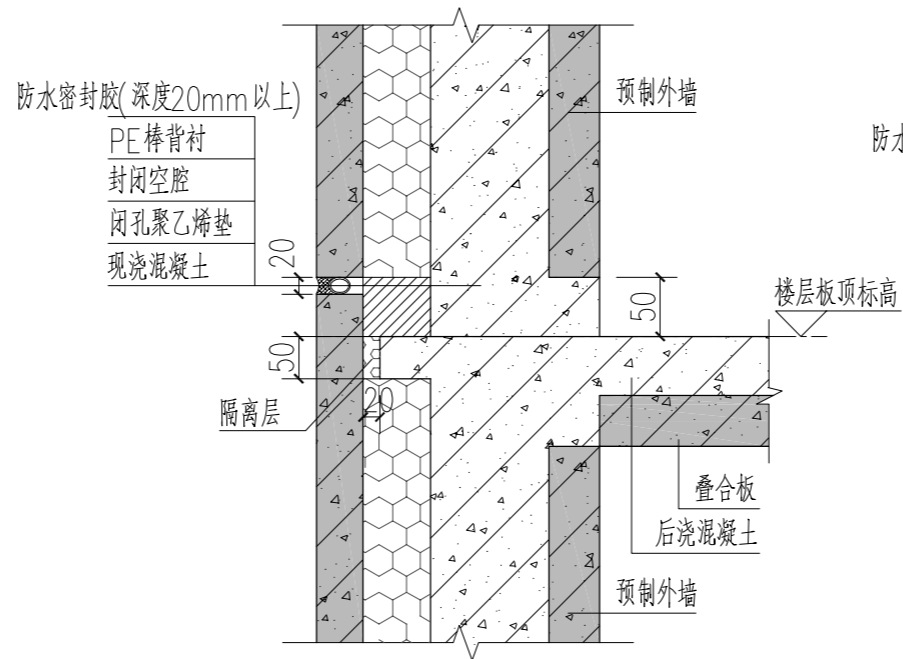 防水密封胶(深度20mm以上)
PE棒背衬
封闭空腔
闭孔聚乙烯垫
现浇混凝土
预制外墙
防水
20
50
楼层板顶标高
50
20
隔离层
叠合板
后浇混凝土
预制外墙